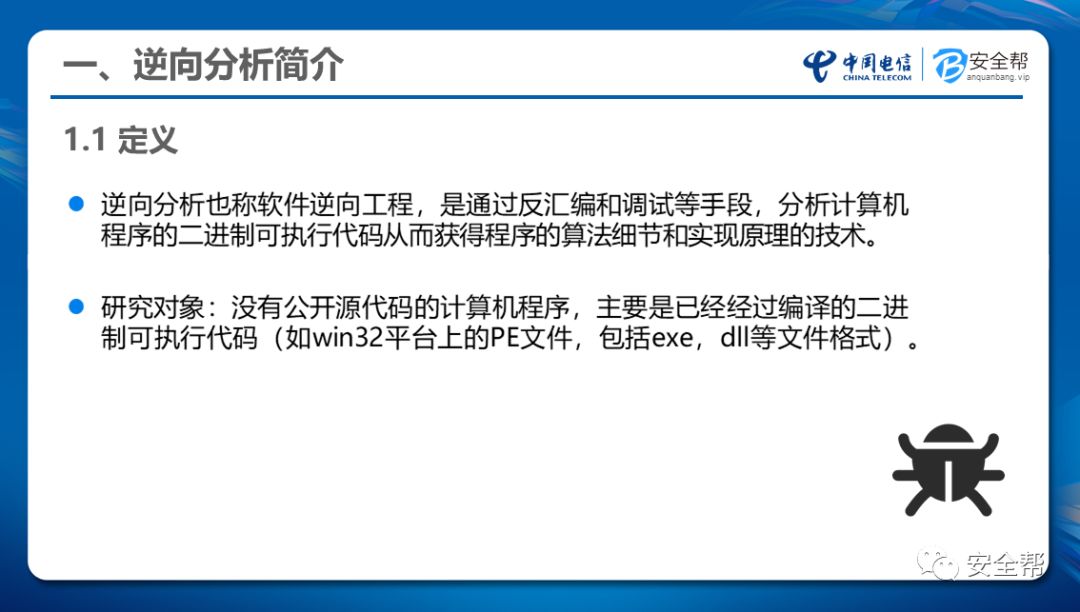 一、逆向分析简介
中国电信
CHINA TELECOM
安全帮
anquanbang.vip
1.1 定义
逆向分析也称软件逆向工程，是通过反汇编和调试等手段，分析计算机
程序的二进制可执行代码从而获得程序的算法细节和实现原理的技术。
研究对象：没有公开源代码的计算机程序，主要是已经经过编译的二进
制可执行代码（如win32平台上的PE文件，包括exe，dll等文件格式）。
安全帮